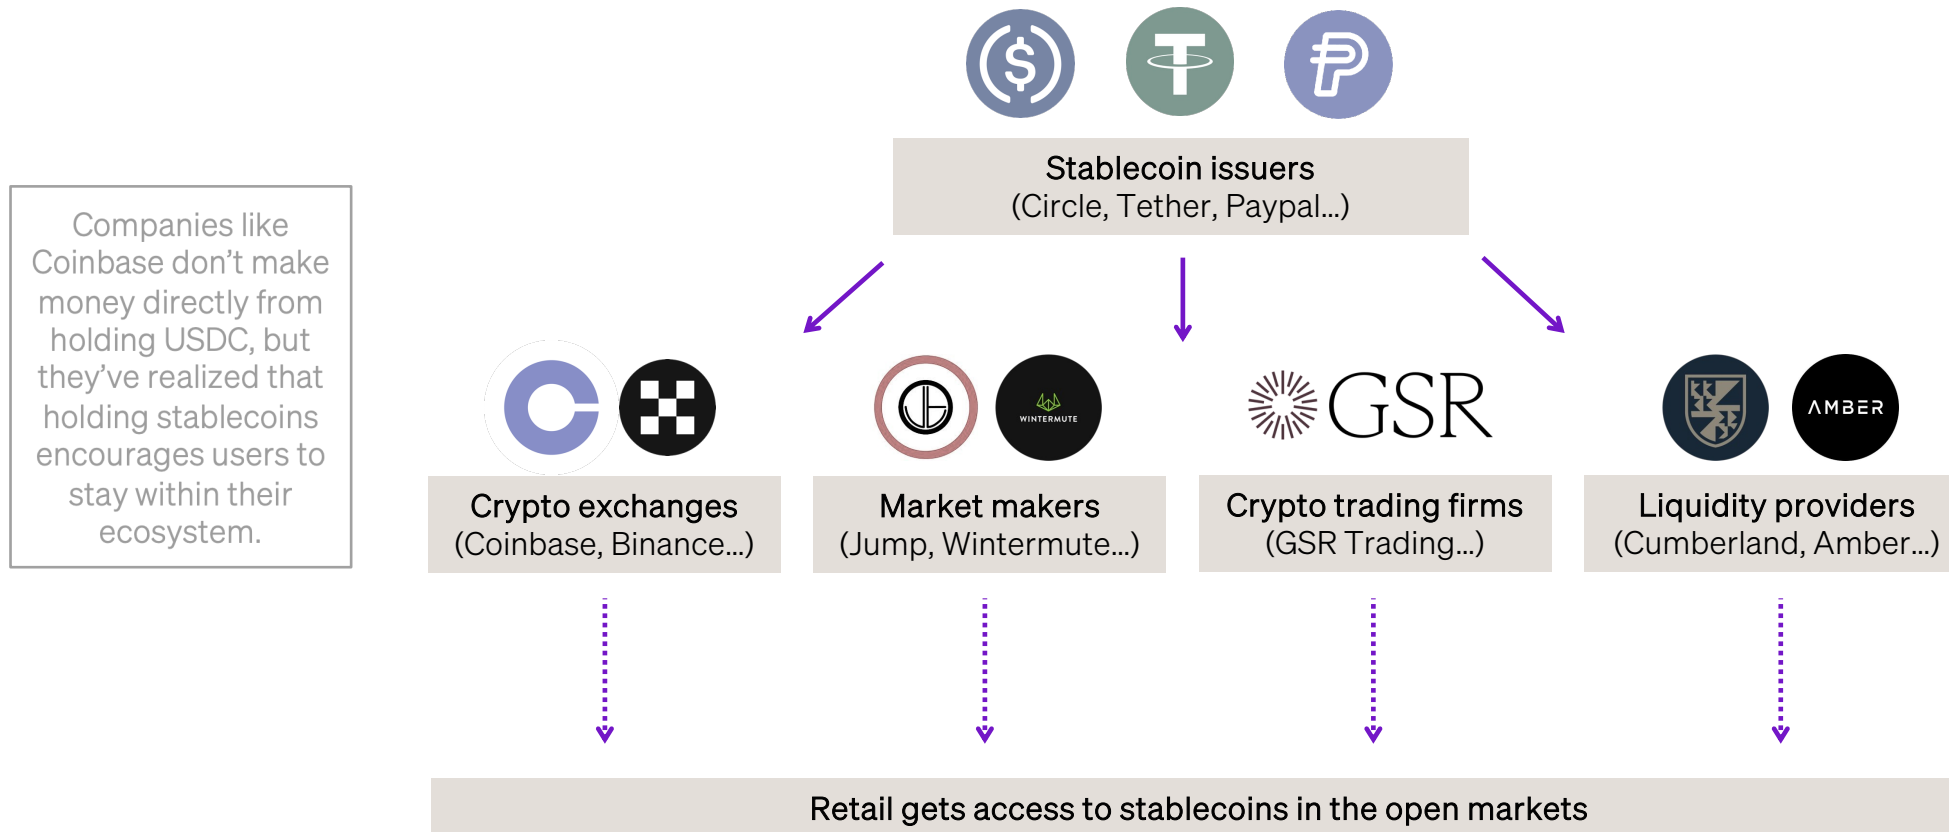 Stablecoin issuers
(Circle, Tether, Paypal...)
Companies like
Coinbase don’t make
money directly from
holding USDC, but
they’ve realized that
holding stablecoins
encourages users to
stay within their
ecosystem.
WINTERMUTE
GSR
AMBER
Crypto exchanges
(Coinbase, Binance...)
Market makers
(Jump, Wintermute...)
Crypto trading firms
(GSR Trading...)
Liquidity providers
(Cumberland, Amber...)
Retail gets access to stablecoins in the open markets